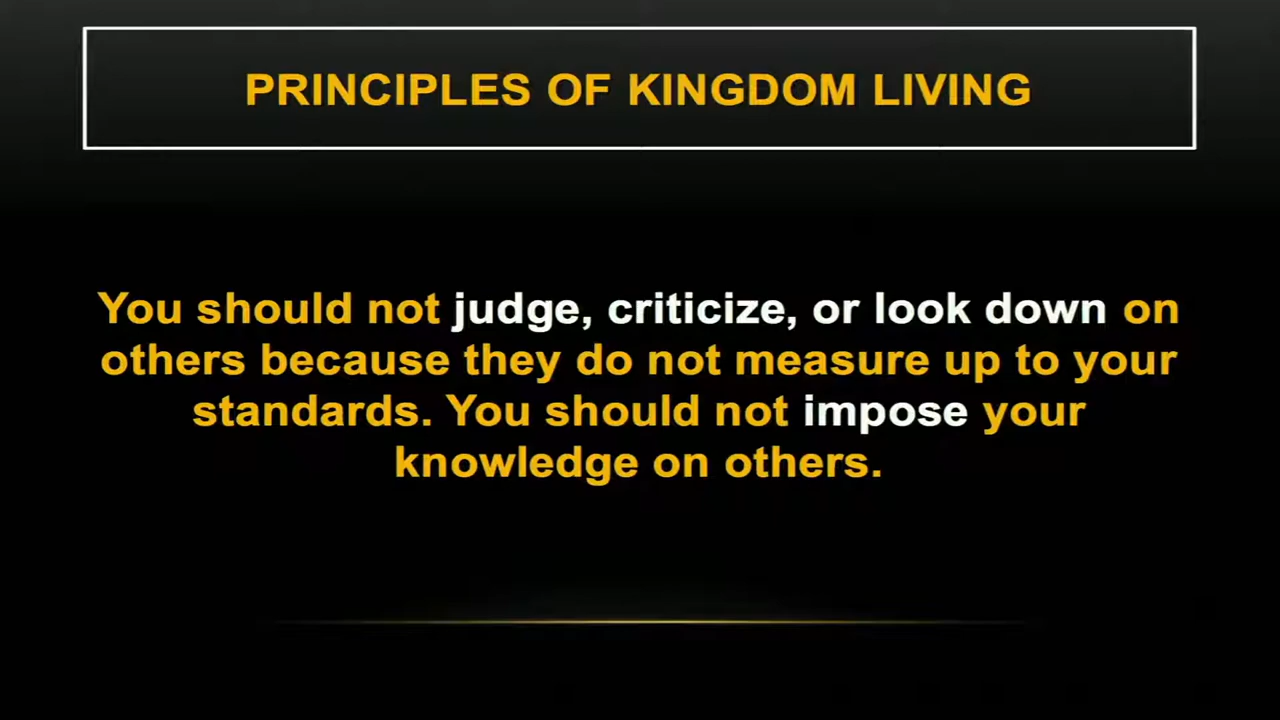 PRINCIPLES OF KINGDOM LIVING
You should not judge, criticize, or look down on
others because they do not measure up to your
standards. You should not impose your
knowledge on others.